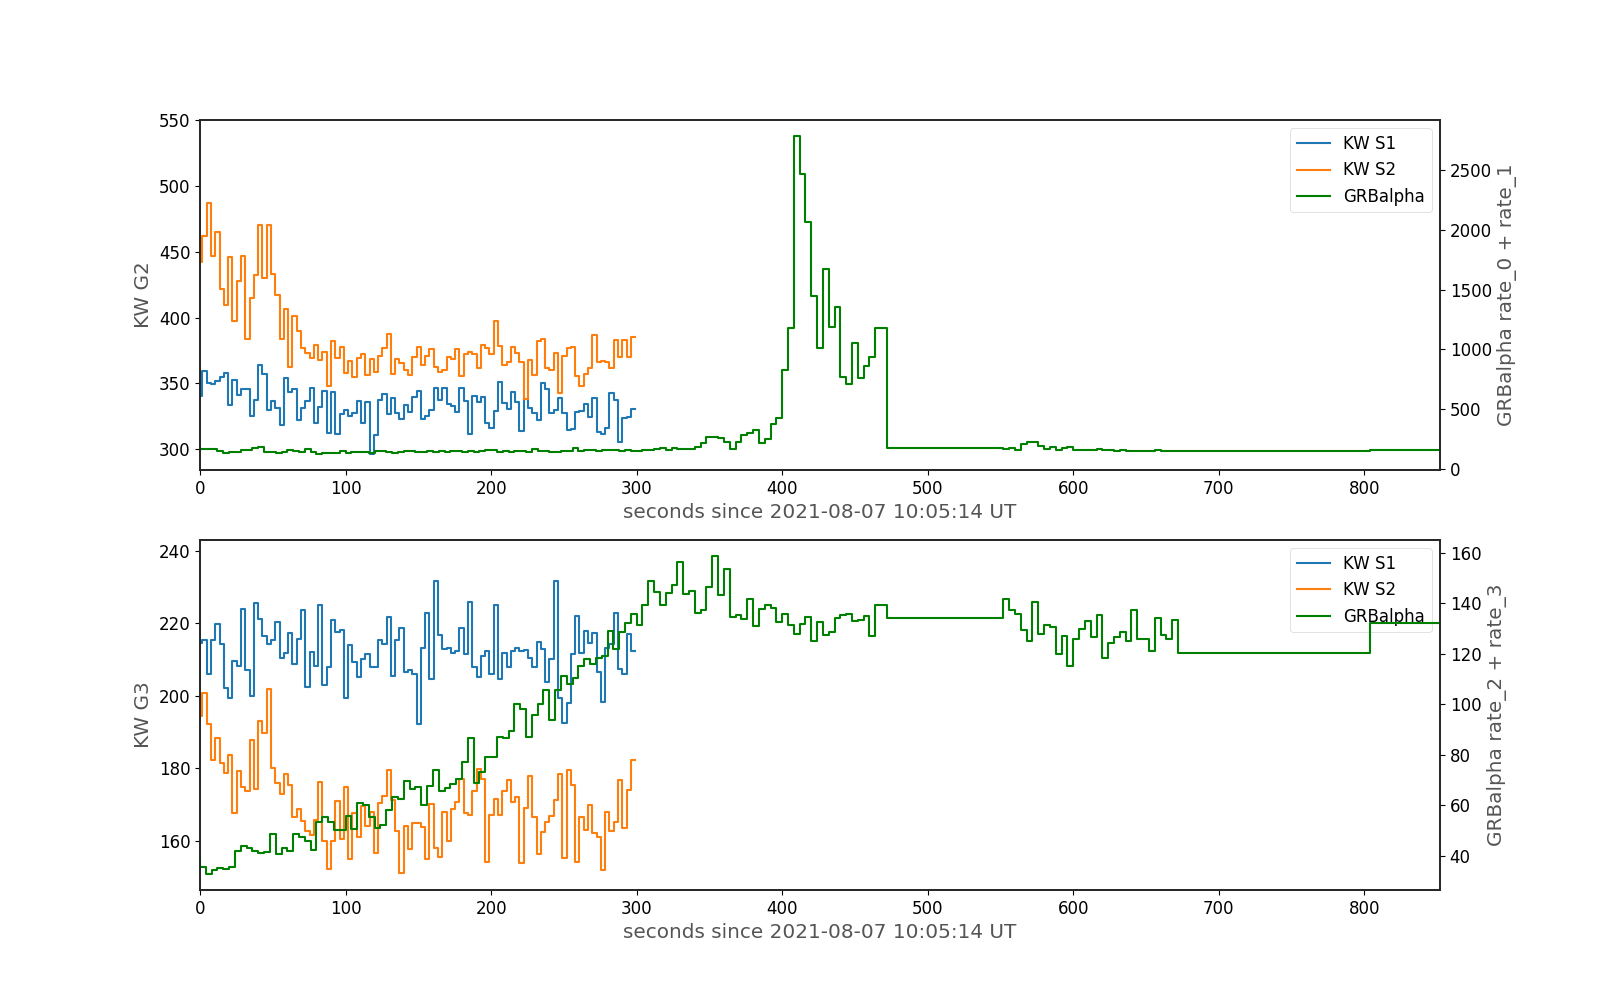 550
500
450
400
350
300
KW G2
KW S1
KW S2
GRBalpha
2500
2000
1500
1000
500
0
GRBalpha rate_0 + rate_1
0 100 200 300 400 500 600 700 800
seconds since 2021-08-07 10:05:14 UT
240
220
200
180
160
KW G3
KW S1
KW S2
GRBalpha
160
140
120
100
80
60
40
GRBalpha rate_2 + rate_3
0 100 200 300 400 500 600 700 800
seconds since 2021-08-07 10:05:14 UT